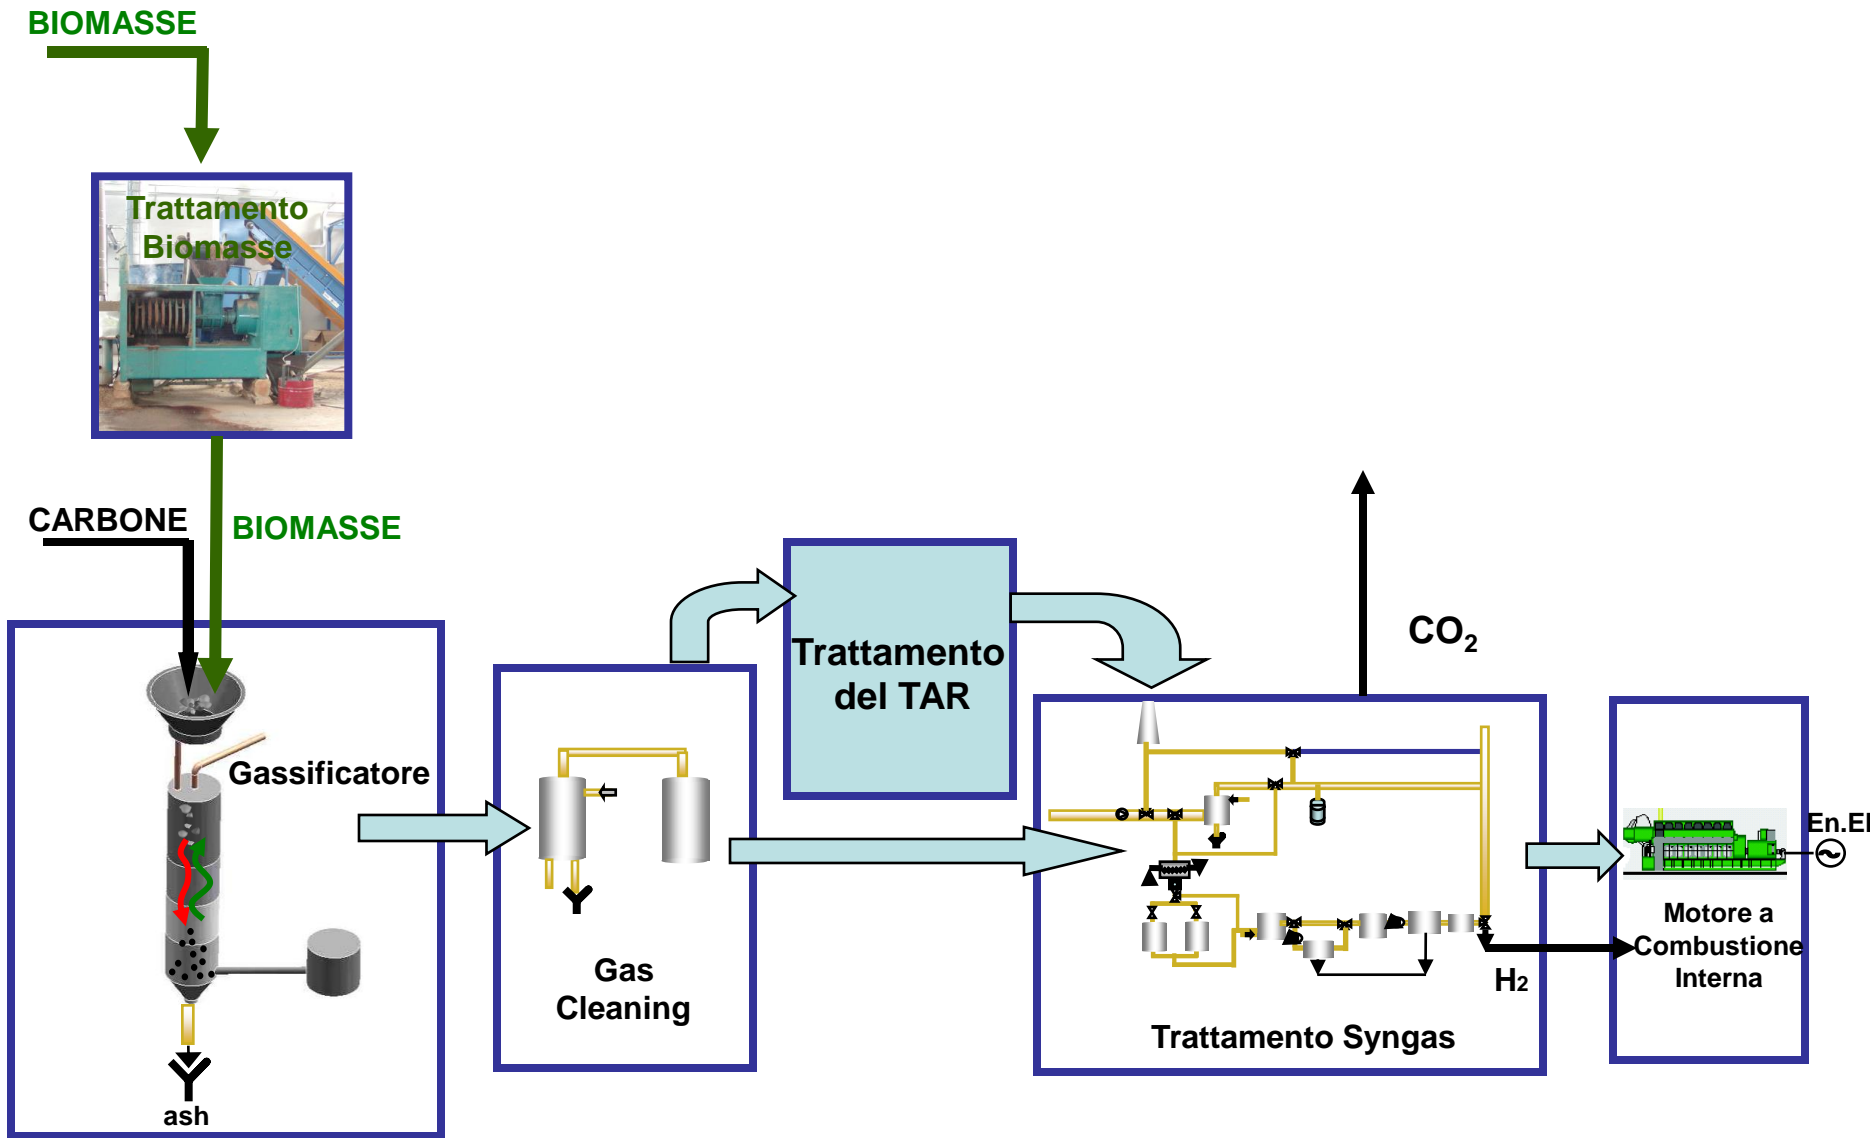 BIOMASSE
Trattamento
Biomasse
CARBONE
BIOMASSE
Gassificatore
ash
Gas
Cleaning
Trattamento
del TAR
CO2
Trattamento Syngas
H2
En.El
Motore a
Combustione
Interna